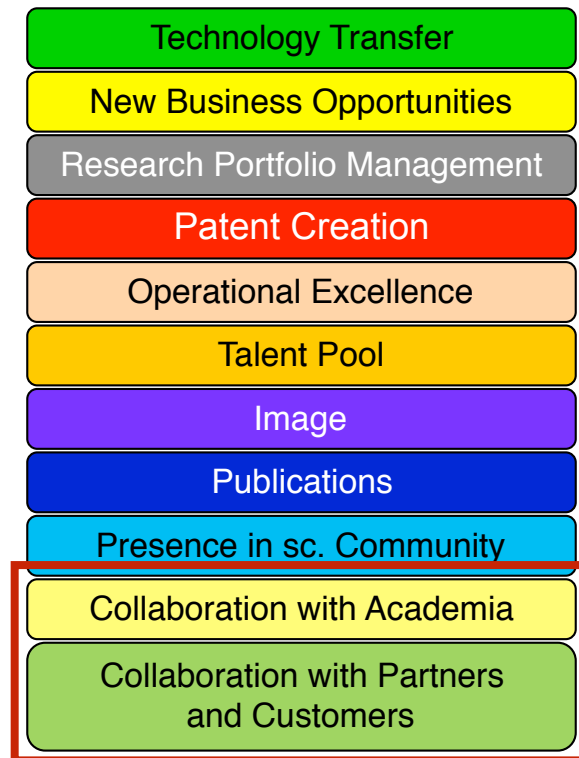 Technology Transfer
New Business Opportunities
Research Portfolio Management
Patent Creation
Operational Excellence
Talent Pool
Image
Publications
Presence in sc. Community
Collaboration with Academia
Collaboration with Partners
and Customers